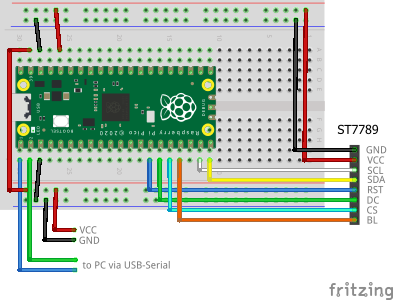 ST7789
GND
VCC
SCL
SDA
RST
DC
CS
BL
Raspberry Pi Pico ©2020
BOOTSEL
VCC
GND
to PC via USB-Serial
fritzing